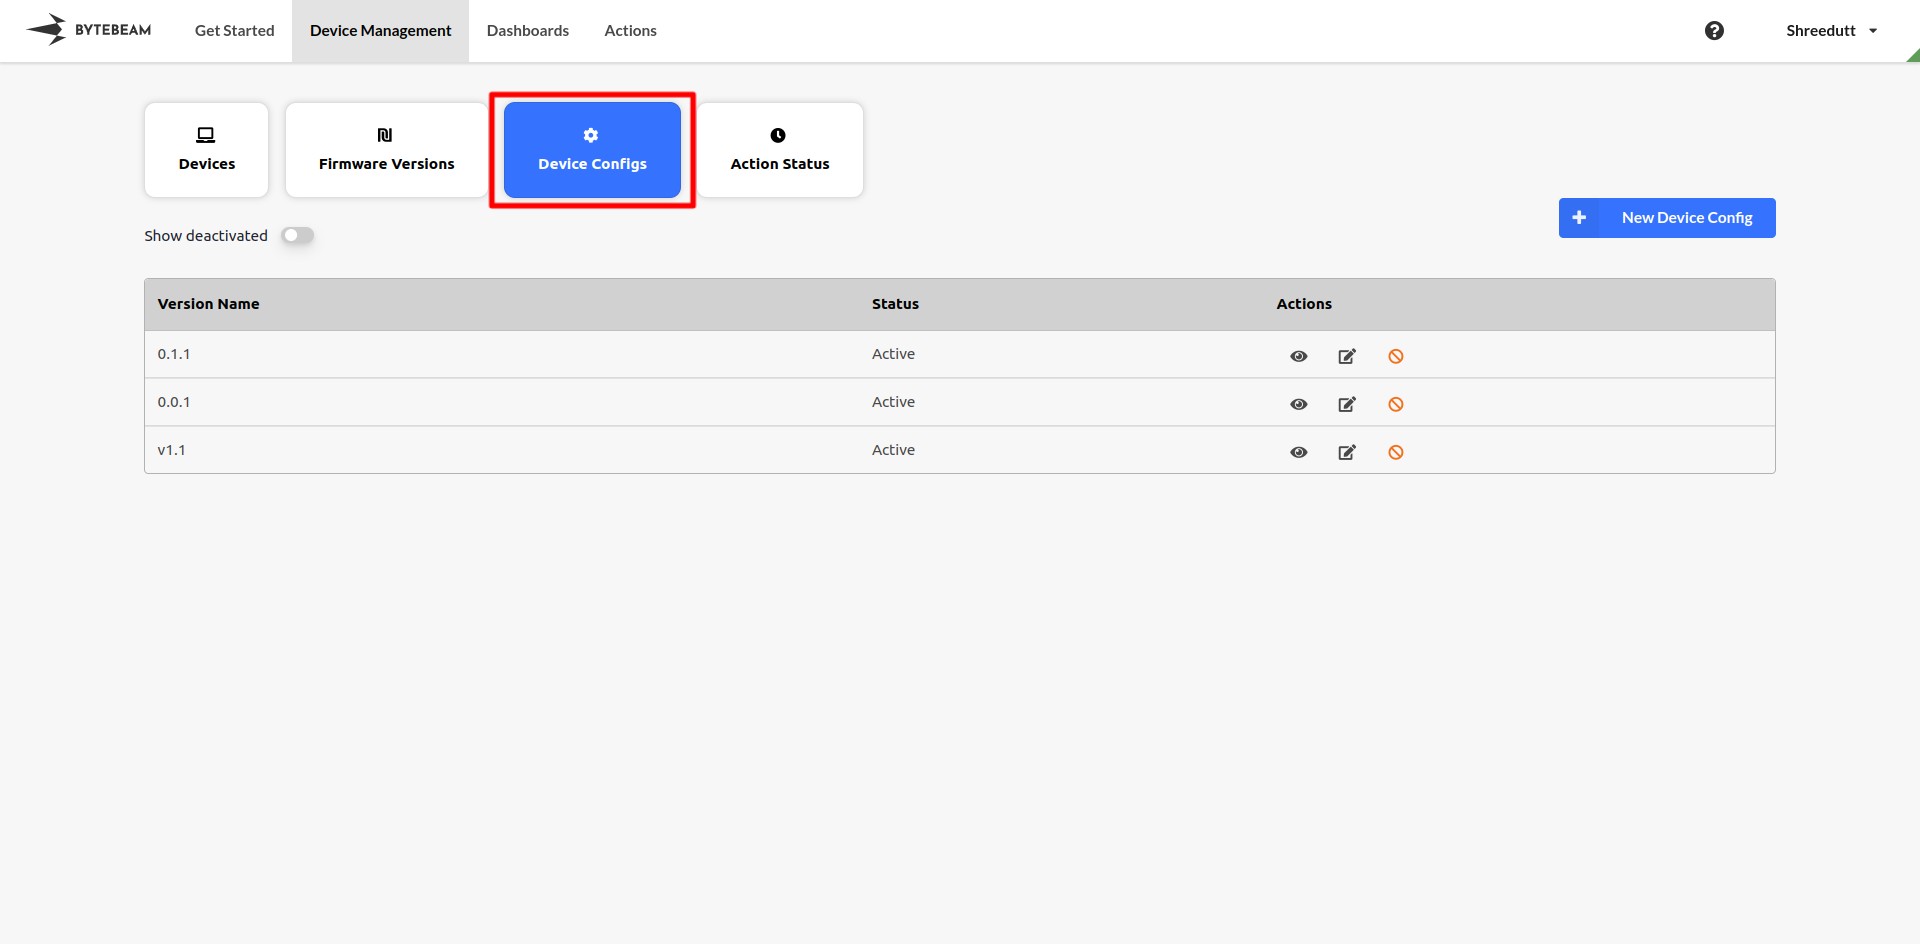 BYTEBEAM Get Started Device Management Dashboards Actions Shreedutt
Devices Firmware Versions Device Configs Action Status
Show deactivated
New Device Config
Version Name Status Actions
0.1.1 Active
0.0.1 Active
v1.1 Active